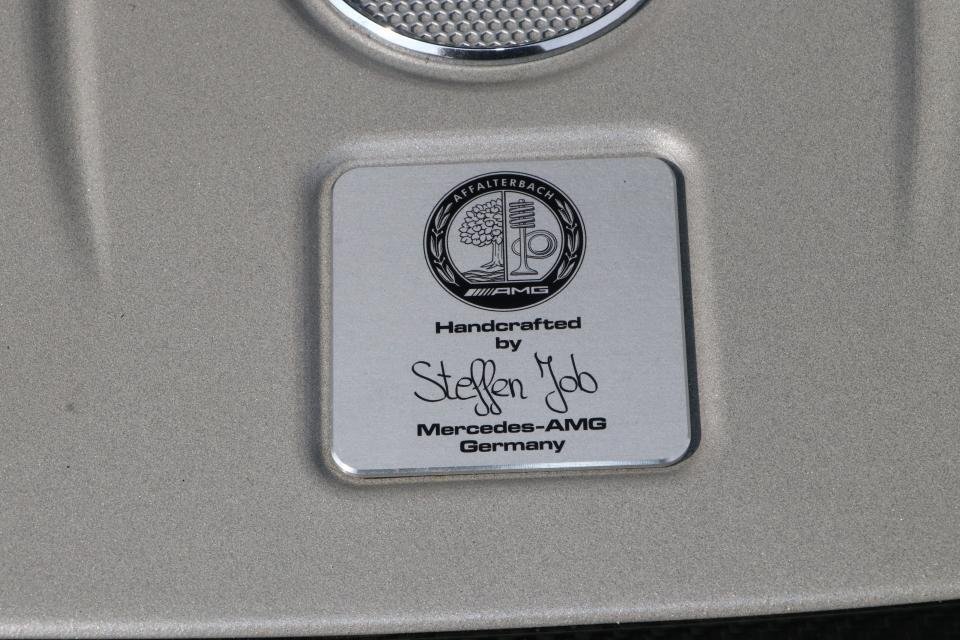 AFFALTERBACH
AMG
Handcrafted
by
Steffen Job
Mercedes-AMG
Germany